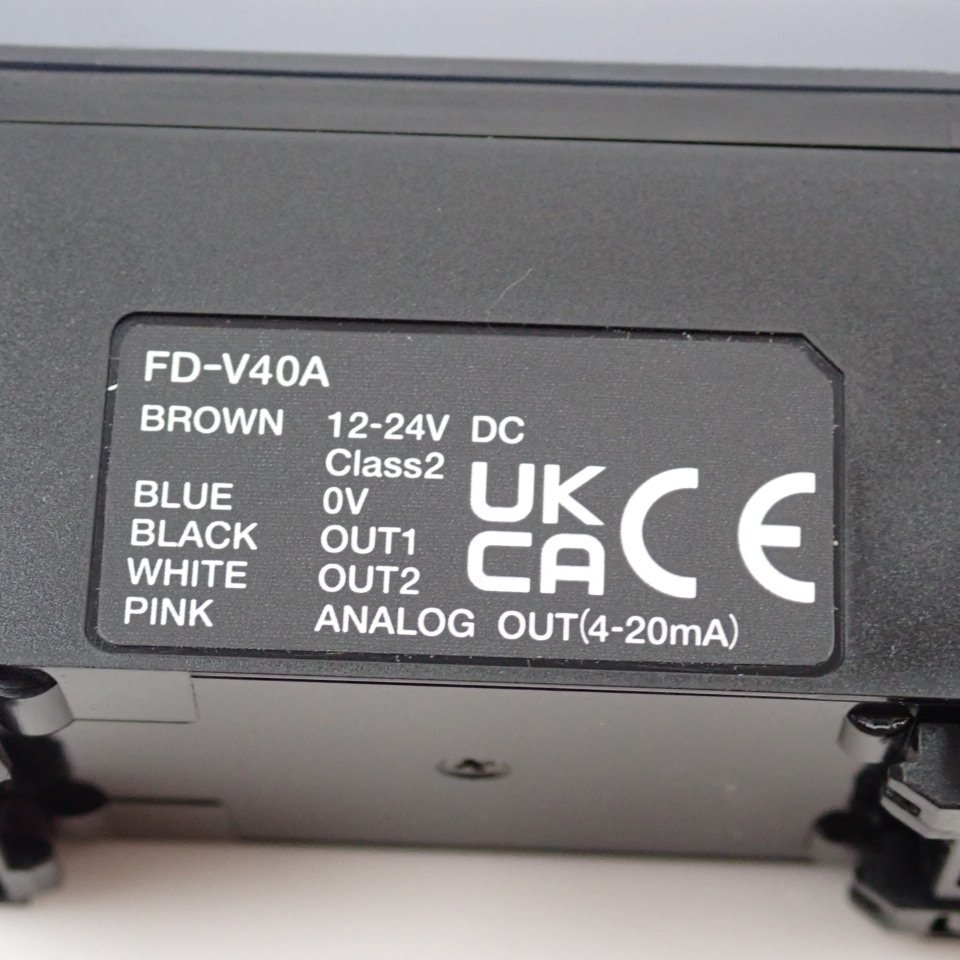 FD-V40A
BROWN 12-24V DC
Class2
BLUE 0V
BLACK OUT1
WHITE OUT2
PINK ANALOG OUT(4-20mA)
UK
CA
CE